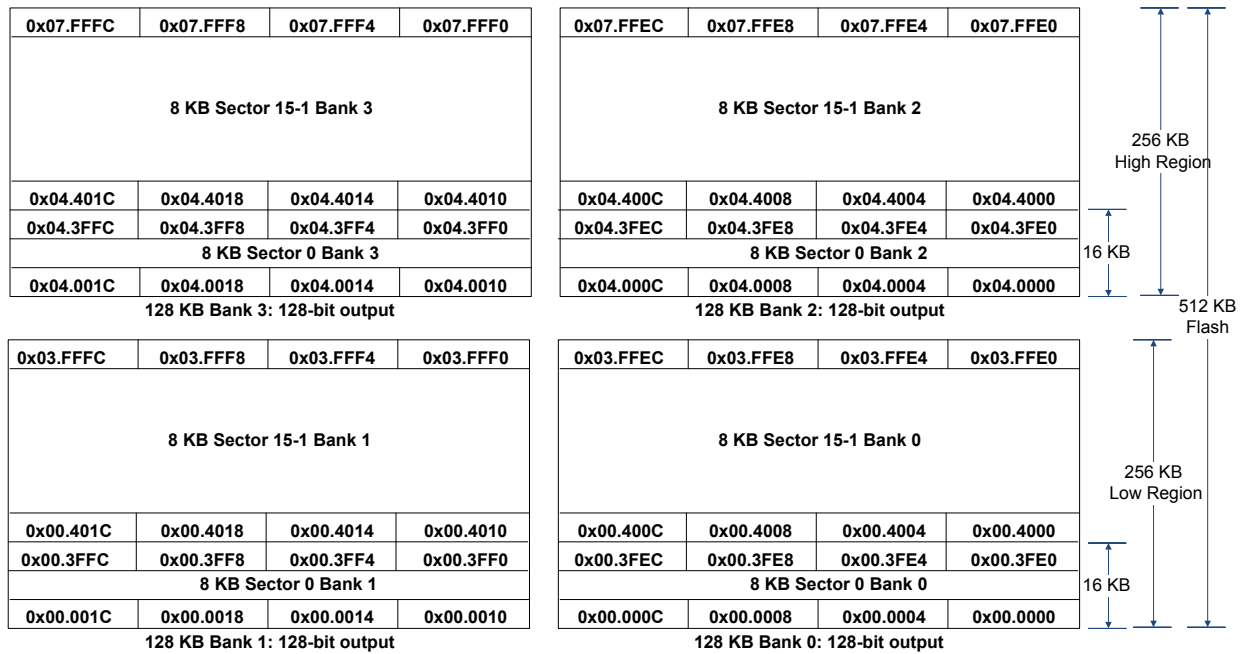 0x07.FFFC 0x07.FFF8 0x07.FFF4 0x07.FFF0
8 KB Sector 15-1 Bank 3
0x04.401C 0x04.4018 0x04.4014 0x04.4010
0x04.3FFC 0x04.3FF8 0x04.3FF4 0x04.3FF0
8 KB Sector 0 Bank 3
0x04.001C 0x04.0018 0x04.0014 0x04.0010
128 KB Bank 3: 128-bit output
0x07.FFEC 0x07.FFE8 0x07.FFE4 0x07.FFE0
8 KB Sector 15-1 Bank 2
0x04.400C 0x04.4008 0x04.4004 0x04.4000
0x04.3FEC 0x04.3FE8 0x04.3FE4 0x04.3FE0
8 KB Sector 0 Bank 2
0x04.000C 0x04.0008 0x04.0004 0x04.0000
128 KB Bank 2: 128-bit output
256 KB
High Region
16 KB
512 KB
Flash
0x03.FFFC 0x03.FFF8 0x03.FFF4 0x03.FFF0
8 KB Sector 15-1 Bank 1
0x00.401C 0x00.4018 0x00.4014 0x00.4010
0x00.3FFC 0x00.3FF8 0x00.3FF4 0x00.3FF0
8 KB Sector 0 Bank 1
0x00.001C 0x00.0018 0x00.0014 0x00.0010
128 KB Bank 1: 128-bit output
0x03.FFEC 0x03.FFE8 0x03.FFE4 0x03.FFE0
8 KB Sector 15-1 Bank 0
0x00.400C 0x00.4008 0x00.4004 0x00.4000
0x00.3FEC 0x00.3FE8 0x00.3FE4 0x00.3FE0
8 KB Sector 0 Bank 0
0x00.000C 0x00.0008 0x00.0004 0x00.0000
128 KB Bank 0: 128-bit output
256 KB
Low Region
16 KB